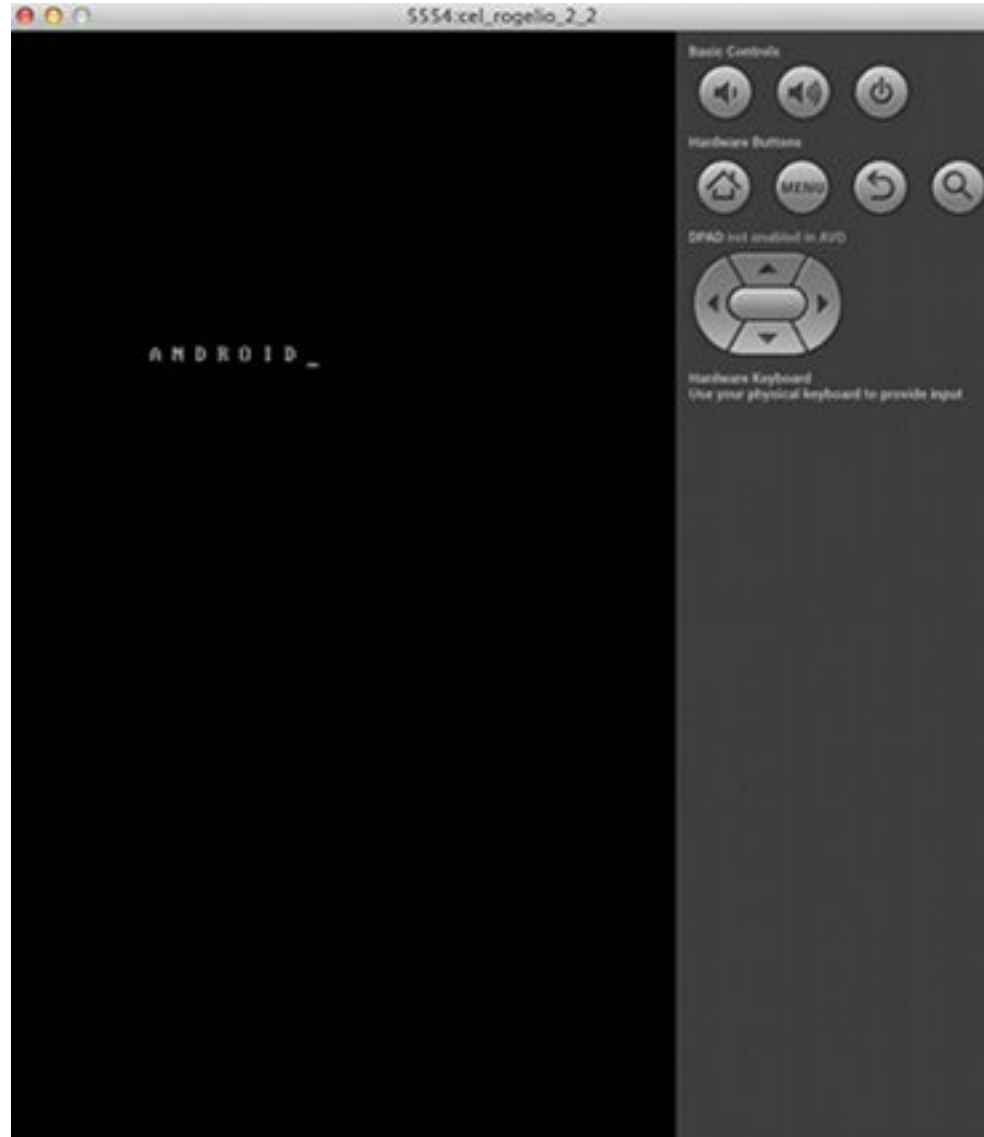 5554:cel_rogelio_2_2
Basic Controls
Hardware Buttons
MENU
DPAD not enabled in AVD
A N D R O I D _
Hardware Keyboard
Use your physical keyboard to provide input